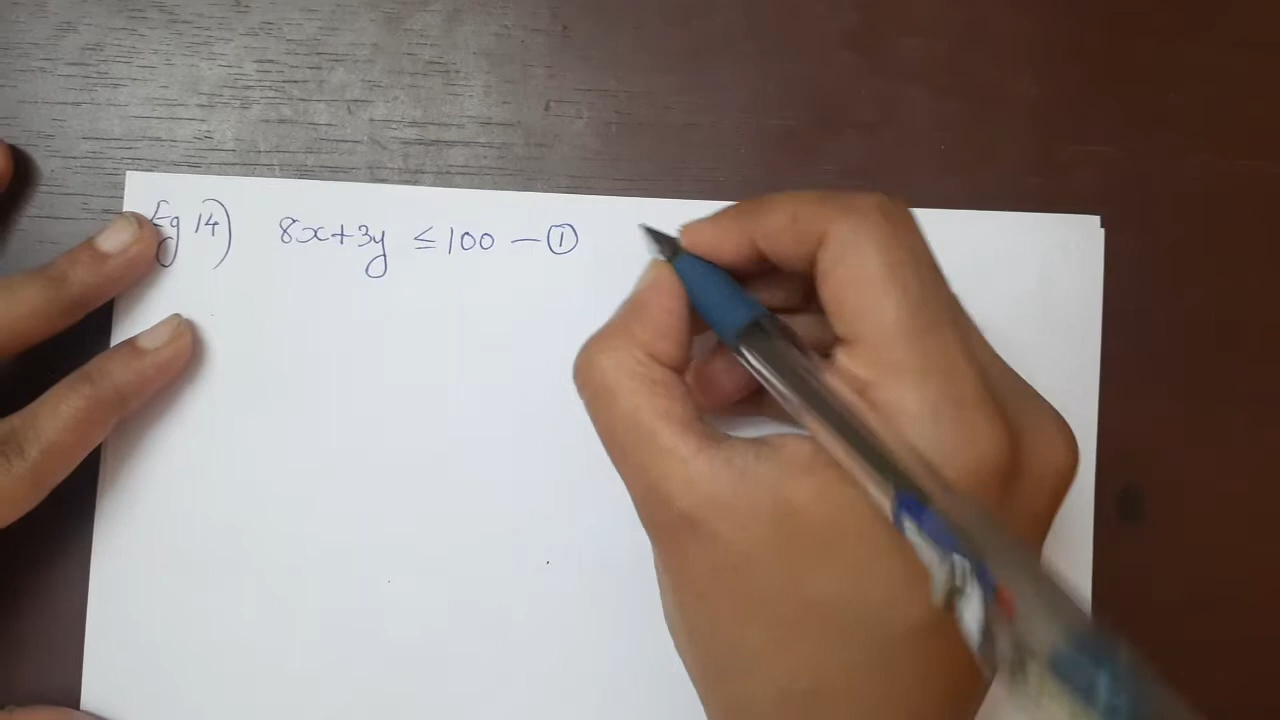 Eg 14) 8x+3y ≤ 100 — ①